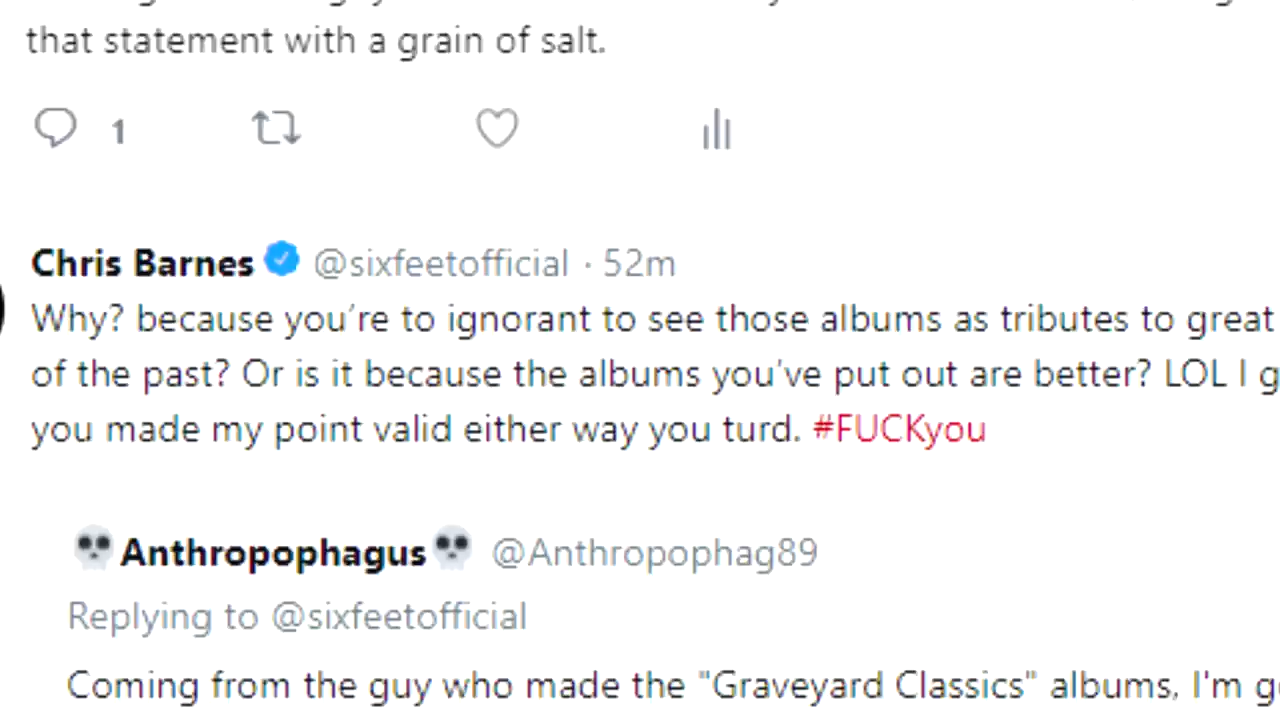 that statement with a grain of salt.
1
Chris Barnes @sixfeetofficial · 52m
Why? because you’re to ignorant to see those albums as tributes to great
of the past? Or is it because the albums you’ve put out are better? LOL I
you made my point valid either way you turd. #FUCKyou
💀Anthropophagus💀 @Anthropophag89
Replying to @sixfeetofficial
Coming from the guy who made the "Graveyard Classics" albums, I'm